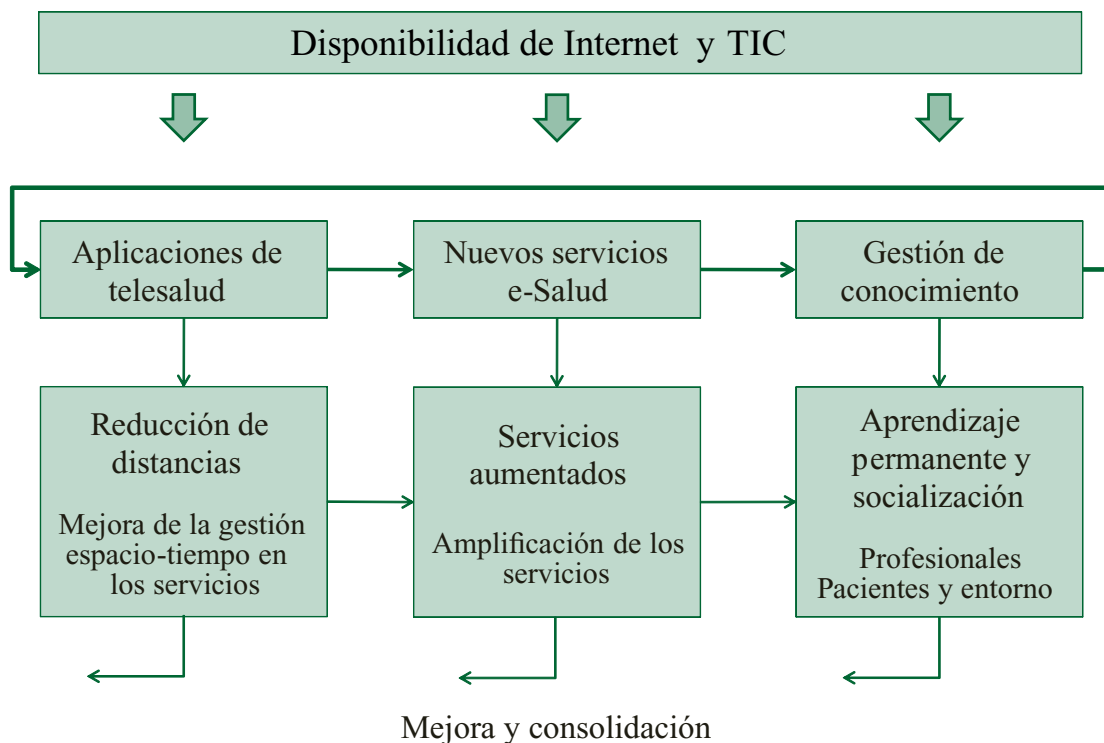 Disponibilidad de Internet y TIC
Aplicaciones de
telesalud
Nuevos servicios
e-Salud
Gestión de
conocimiento
Reducción de
distancias
Mejora de la gestión
espacio-tiempo en
los servicios
Servicios
aumentados
Amplificación de los
servicios
Aprendizaje
permanente y
socialización
Profesionales
Pacientes y entorno
Mejora y consolidación